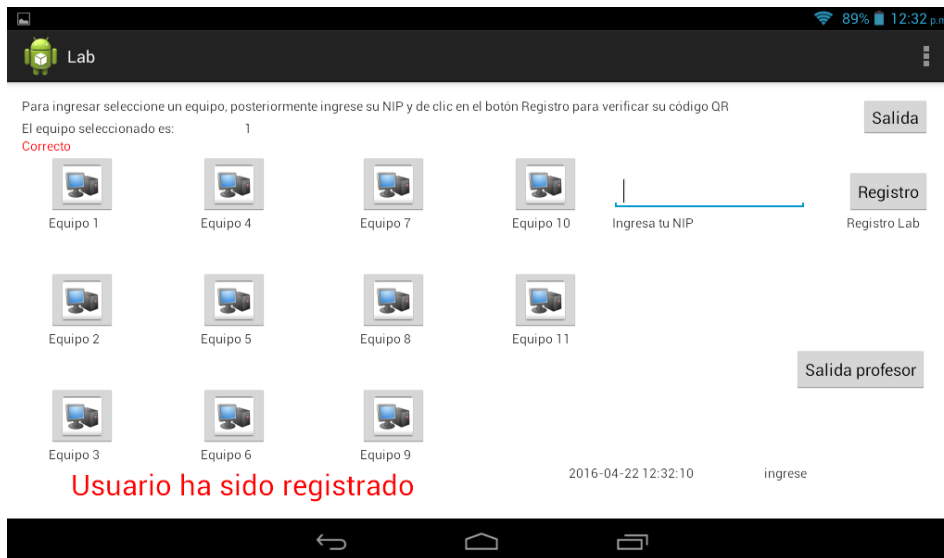 89% 12:32 p.m
Lab
Para ingresar seleccione un equipo, posteriormente ingrese su NIP y de clic en el botón Registro para verificar su código QR
El equipo seleccionado es: 1
Correcto
Salida
Registro
Equipo 1 Equipo 4 Equipo 7 Equipo 10 Ingresa tu NIP Registro Lab
Equipo 2 Equipo 5 Equipo 8 Equipo 11
Salida profesor
Equipo 3 Equipo 6 Equipo 9
2016-04-22 12:32:10 ingrese
Usuario ha sido registrado